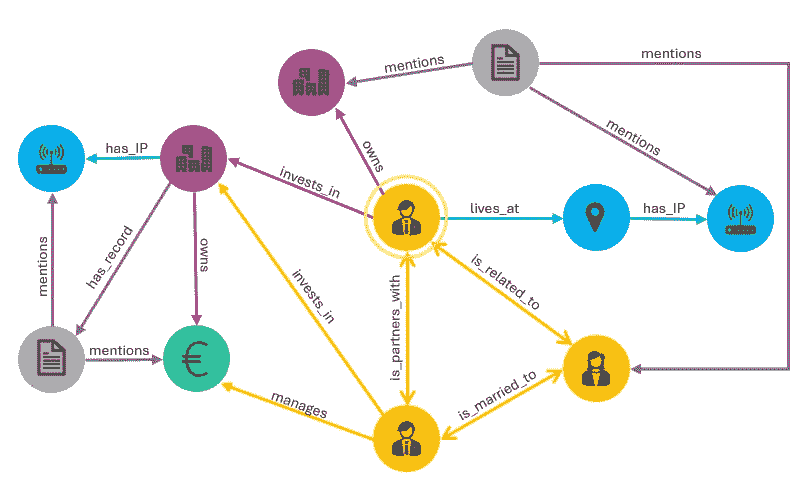 mentions
mentions
mentions
has_IP
owns
invests_in
lives_at
has_IP
has_record
owns
mentions
invests_in
is_partners_with
is_related_to
mentions
€
manages
is_married_to